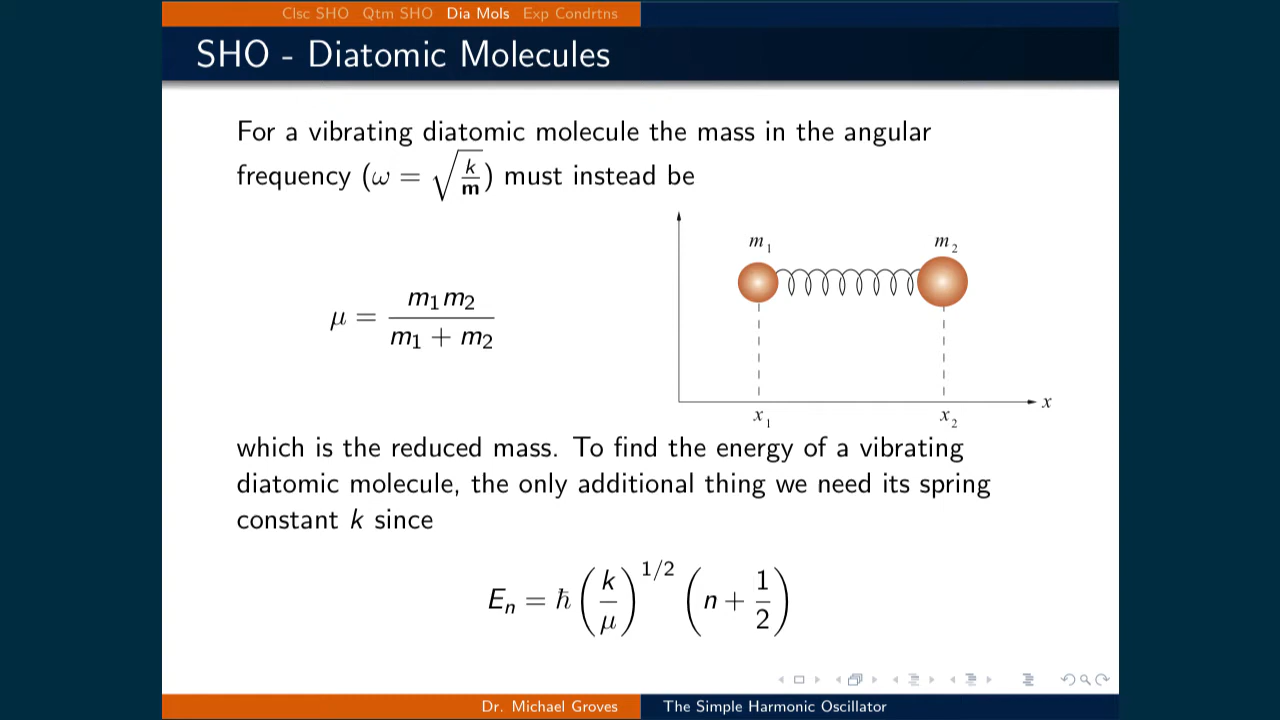 Clsc SHO Qtm SHO Dia Mols Exp Condrtns
SHO - Diatomic Molecules
For a vibrating diatomic molecule the mass in the angular
frequency (ω = √(k/m)) must instead be
m₁ m₂
μ = m₁m₂ / (m₁ + m₂)
x
x₁ x₂
which is the reduced mass. To find the energy of a vibrating
diatomic molecule, the only additional thing we need its spring
constant k since
Eₙ = ℏ (k/μ)^1/2 (n + 1/2)
Dr. Michael Groves The Simple Harmonic Oscillator